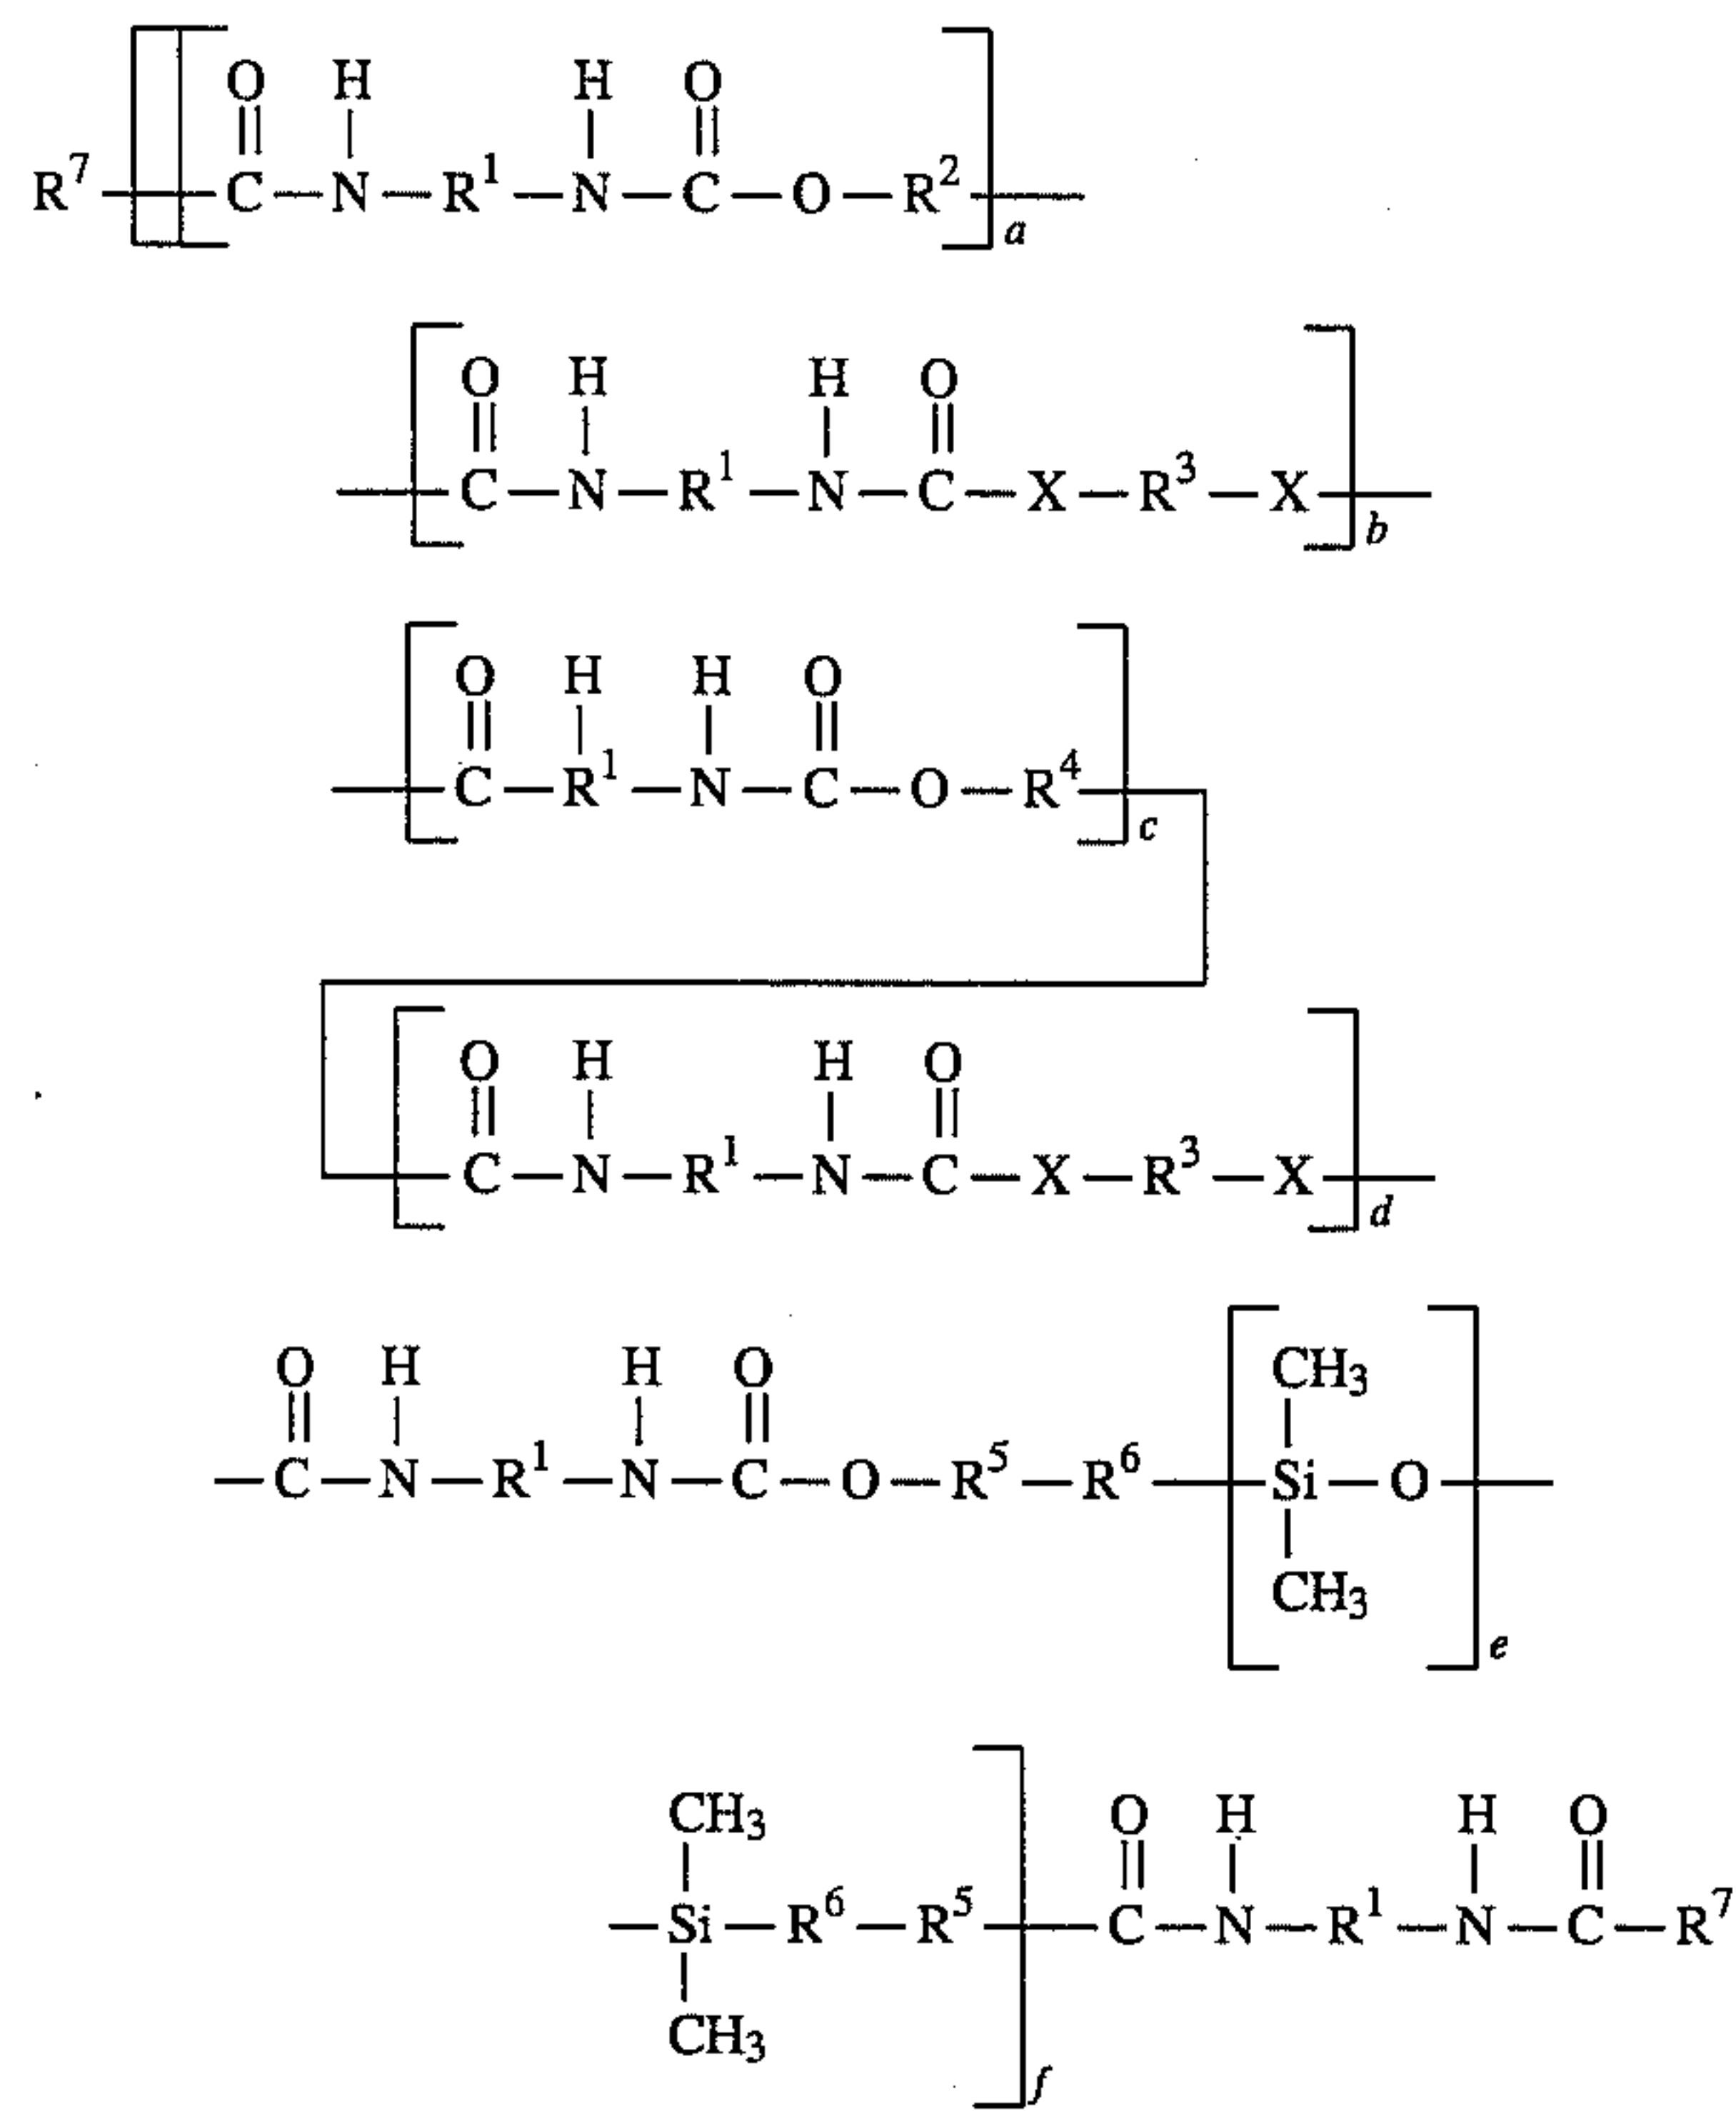 O H H O
R⁷ C—N—R¹—N—C—O—R² a
O H H O
C—N—R¹—N—C—X—R³—X b
O H H O
C—R¹—N—C—O—R⁴ c
O H H O
C—N—R¹—N—C—X—R³—X d
O H H O CH₃
—C—N—R¹—N—C—O—R⁵—R⁶—Si—O—
CH₃ e
CH₃ O H H O
—Si—R⁶—R⁵—C—N—R¹—N—C—R⁷
CH₃ f